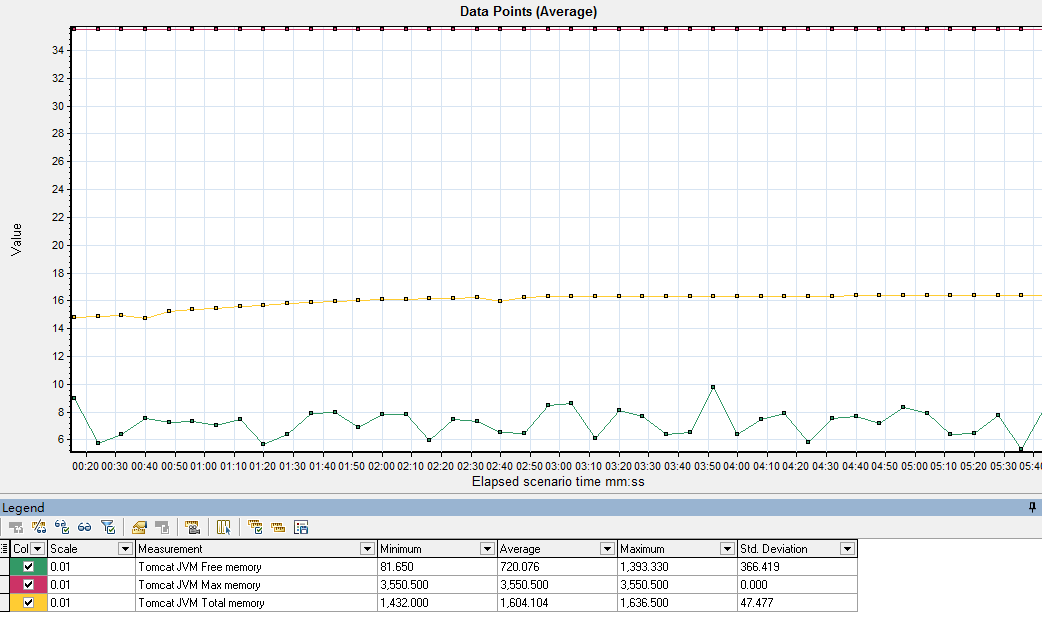 Data Points (Average)
34
32
30
28
26
24
22
20
18
16
14
12
10
8
6
Value
00:20 00:30 00:40 00:50 01:00 01:10 01:20 01:30 01:40 01:50 02:00 02:10 02:20 02:30 02:40 02:50 03:00 03:10 03:20 03:30 03:40 03:50 04:00 04:10 04:20 04:30 04:40 04:50 05:00 05:10 05:20 05:30 05:40
Elapsed scenario time mm:ss
Legend
Col Scale Measurement Minimum Average Maximum Std. Deviation
0.01 Tomcat JVM Free memory 81.650 720.076 1,393.330 366.419
0.01 Tomcat JVM Max memory 3,550.500 3,550.500 3,550.500 0.000
0.01 Tomcat JVM Total memory 1,432.000 1,604.104 1,636.500 47.477